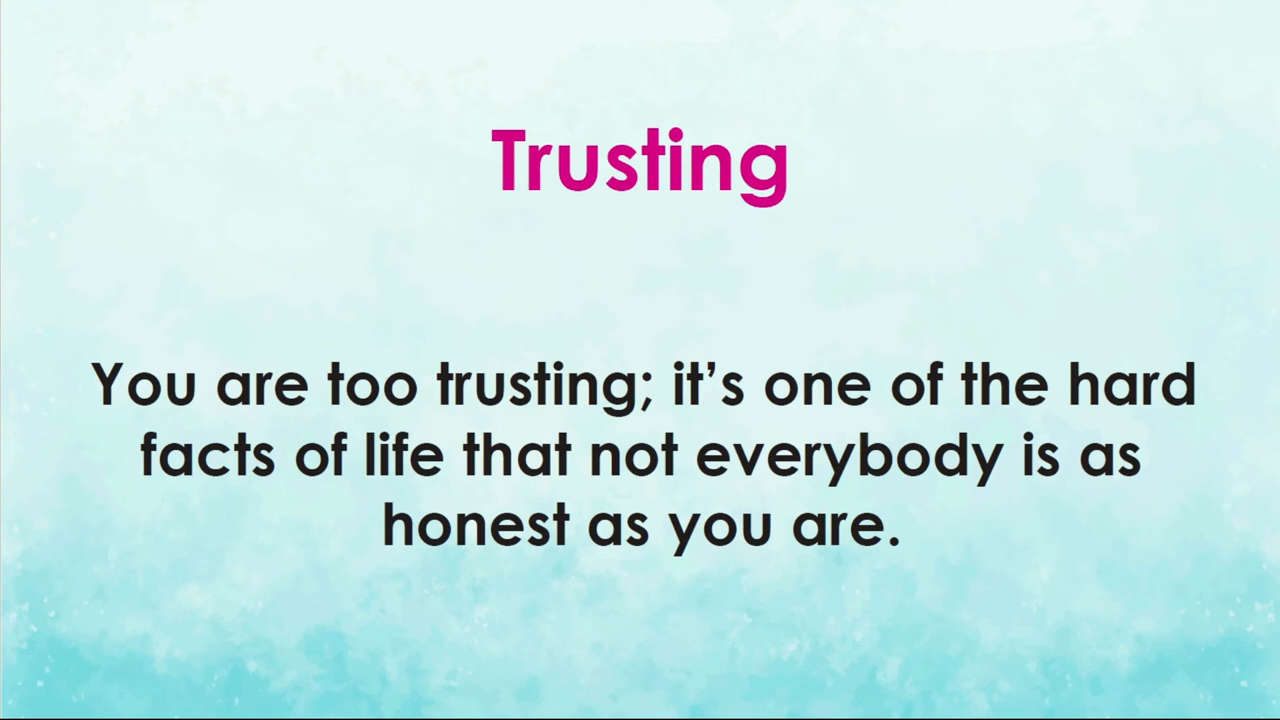 Trusting
You are too trusting; it’s one of the hard
facts of life that not everybody is as
honest as you are.